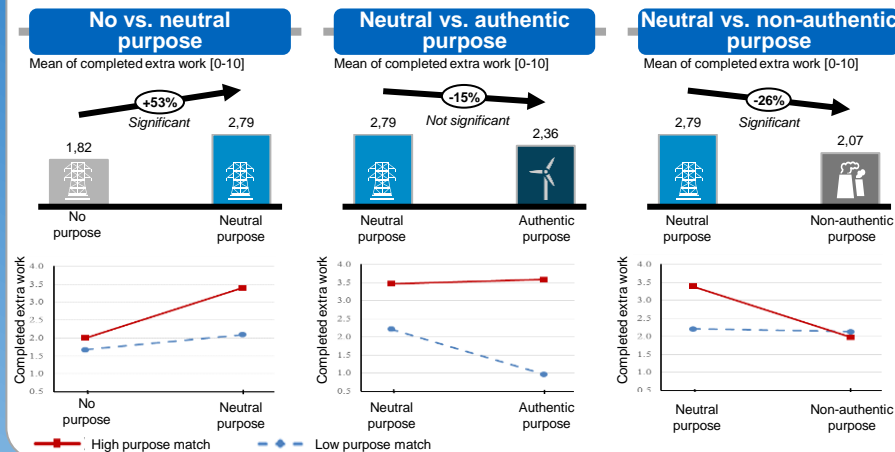 No vs. neutral
purpose
Mean of completed extra work [0-10]
+53%
Significant
1,82
2,79
No
purpose
Neutral
purpose
Neutral vs. authentic
purpose
Mean of completed extra work [0-10]
-15%
Not significant
2,79
2,36
Neutral
purpose
Authentic
purpose
Neutral vs. non-authentic
purpose
Mean of completed extra work [0-10]
-26%
Significant
2,79
2,07
Neutral
purpose
Non-authentic
purpose
Completed extra work
4.0
3.5
3.0
2.5
2.0
1.5
1.0
0.5
No
purpose
Neutral
purpose
Completed extra work
4.0
3.5
3.0
2.5
2.0
1.5
1.0
0.5
Neutral
purpose
Authentic
purpose
Completed extra work
4.0
3.5
3.0
2.5
2.0
1.5
1.0
0.5
Neutral
purpose
Non-authentic
purpose
High purpose match
Low purpose match